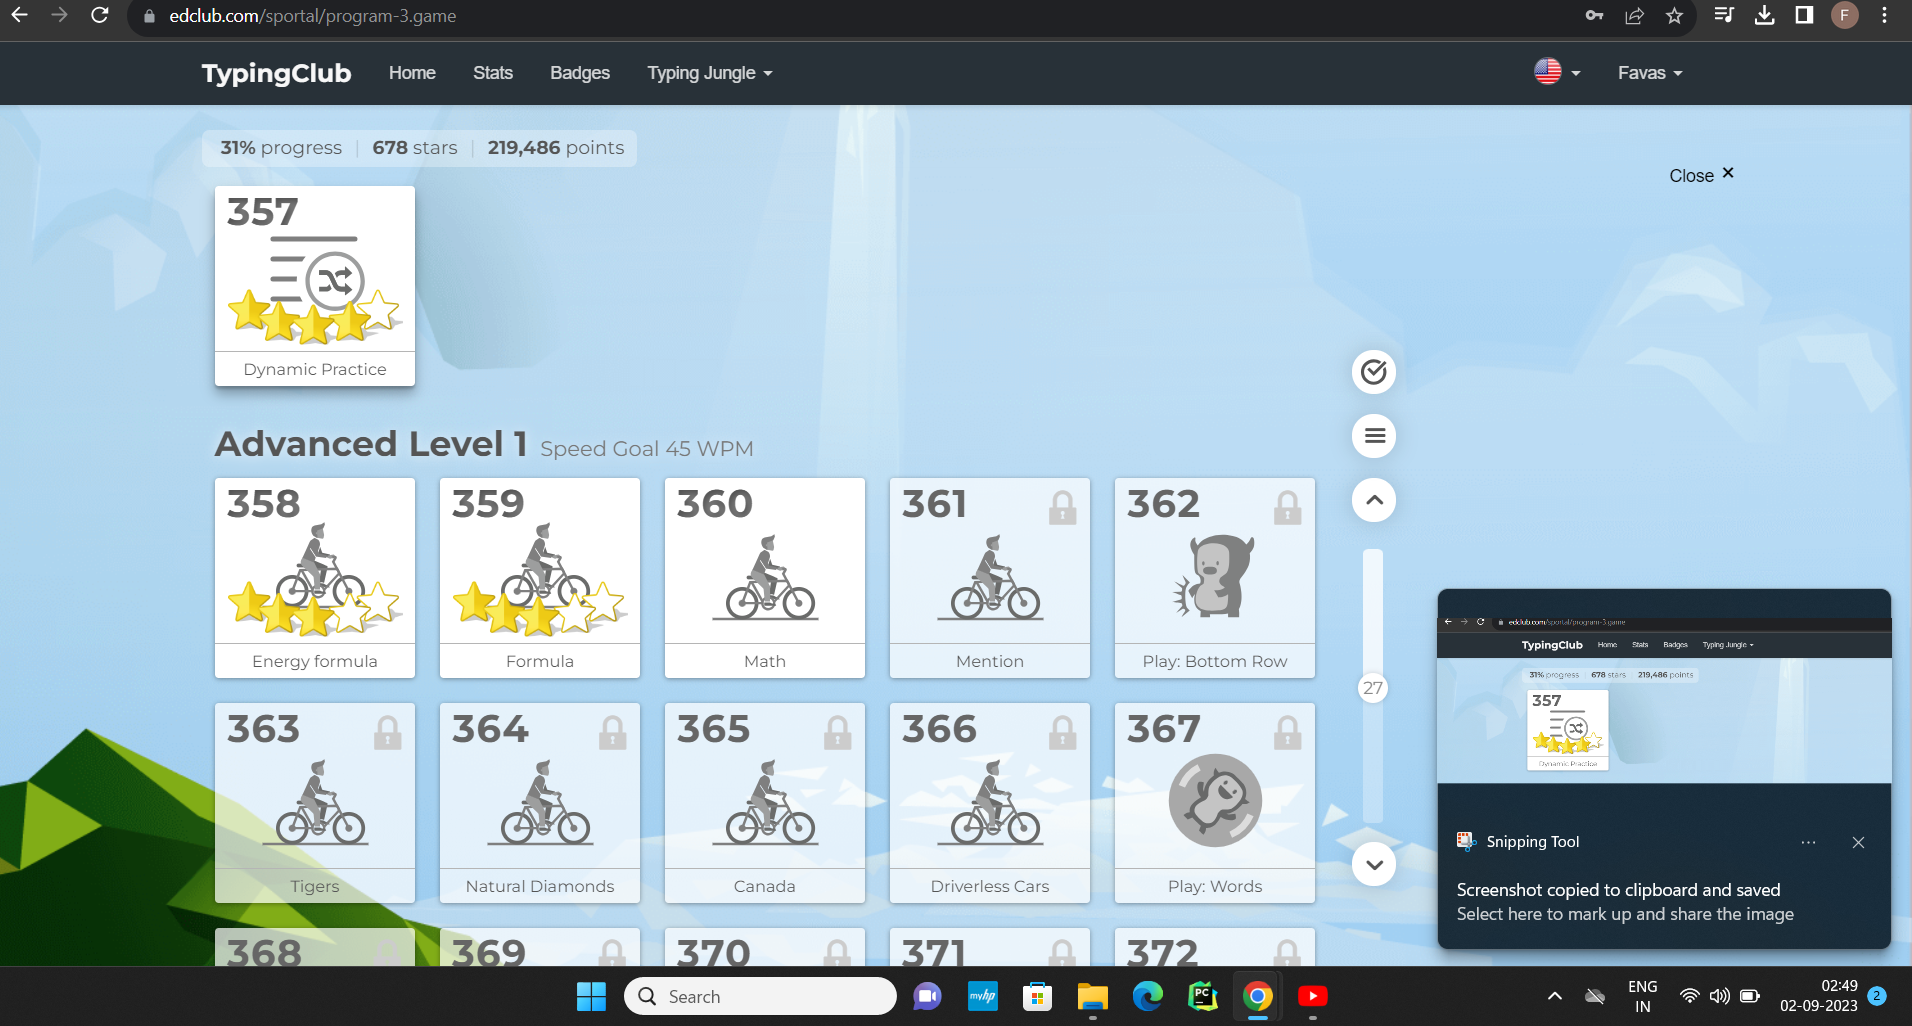 edclub.com/sportal/program-3.game
F
TypingClub Home Stats Badges Typing Jungle Favas
31% progress 678 stars 219,486 points
Close ✕
357
Dynamic Practice
Advanced Level 1 Speed Goal 45 WPM
358 359 360 361 362
Energy formula Formula Math Mention Play: Bottom Row
27
363 364 365 366 367
Tigers Natural Diamonds Canada Driverless Cars Play: Words
368 369 370 371 372
edclub.com/sportal/program-3.game
TypingClub Home Stats Badges Typing Jungle
31% progress 678 stars 219,486 points
357
Dynamic Practice
Snipping Tool
Screenshot copied to clipboard and saved
Select here to mark up and share the image
Search
myhp
PC
ENG
IN
02:49
02-09-2023
2